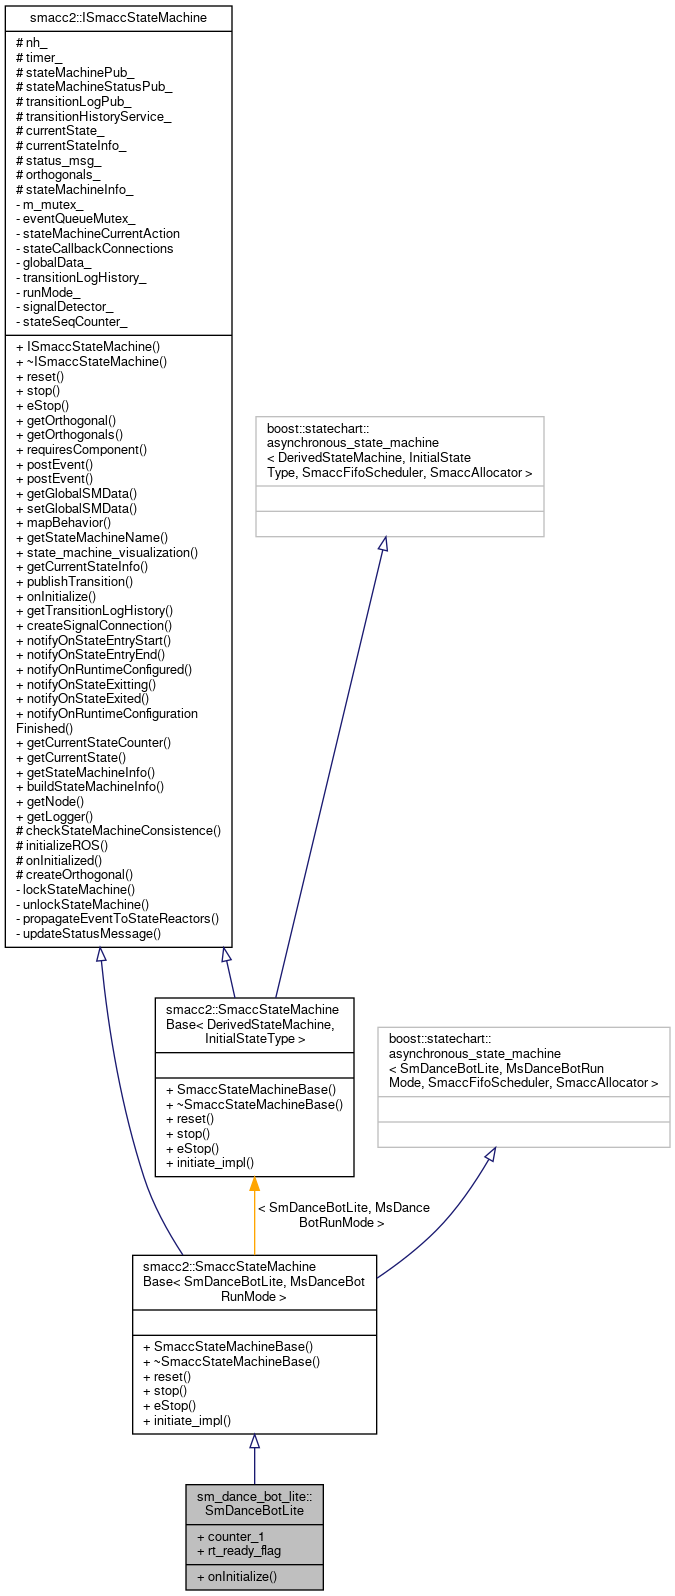 smacc2::ISmaccStateMachine
# nh_
# timer_
# stateMachinePub_
# stateMachineStatusPub_
# transitionLogPub_
# transitionHistoryService_
# currentState_
# currentStateInfo_
# status_msg_
# orthogonals_
# stateMachineInfo_
- m_mutex_
- eventQueueMutex_
- stateMachineCurrentAction
- stateCallbackConnections
- globalData_
- transitionLogHistory_
- runMode_
- signalDetector_
- stateSeqCounter_
+ ISmaccStateMachine()
+ ~ISmaccStateMachine()
+ reset()
+ stop()
+ eStop()
+ getOrthogonal()
+ getOrthogonals()
+ requiresComponent()
+ postEvent()
+ postEvent()
+ getGlobalSMData()
+ setGlobalSMData()
+ mapBehavior()
+ getStateMachineName()
+ state_machine_visualization()
+ getCurrentStateInfo()
+ publishTransition()
+ onInitialize()
+ getTransitionLogHistory()
+ createSignalConnection()
+ notifyOnStateEntryStart()
+ notifyOnStateEntryEnd()
+ notifyOnRuntimeConfigured()
+ notifyOnStateExitting()
+ notifyOnStateExited()
+ notifyOnRuntimeConfiguration
Finished()
+ getCurrentStateCounter()
+ getCurrentState()
+ getStateMachineInfo()
+ buildStateMachineInfo()
+ getNode()
+ getLogger()
# checkStateMachineConsistence()
# initializeROS()
# onInitialized()
# createOrthogonal()
- lockStateMachine()
- unlockStateMachine()
- propagateEventToStateReactors()
- updateStatusMessage()
boost::statechart::
asynchronous_state_machine
< DerivedStateMachine, InitialState
Type, SmaccFifoScheduler, SmaccAllocator >
smacc2::SmaccStateMachine
Base< DerivedStateMachine,
InitialStateType >
+ SmaccStateMachineBase()
+ ~SmaccStateMachineBase()
+ reset()
+ stop()
+ eStop()
+ initiate_impl()
boost::statechart::
asynchronous_state_machine
< SmDanceBotLite, MsDanceBotRun
Mode, SmaccFifoScheduler, SmaccAllocator >
< SmDanceBotLite, MsDance
BotRunMode >
smacc2::SmaccStateMachine
Base< SmDanceBotLite, MsDanceBot
RunMode >
+ SmaccStateMachineBase()
+ ~SmaccStateMachineBase()
+ reset()
+ stop()
+ eStop()
+ initiate_impl()
sm_dance_bot_lite::
SmDanceBotLite
+ counter_1
+ rt_ready_flag
+ onInitialize()